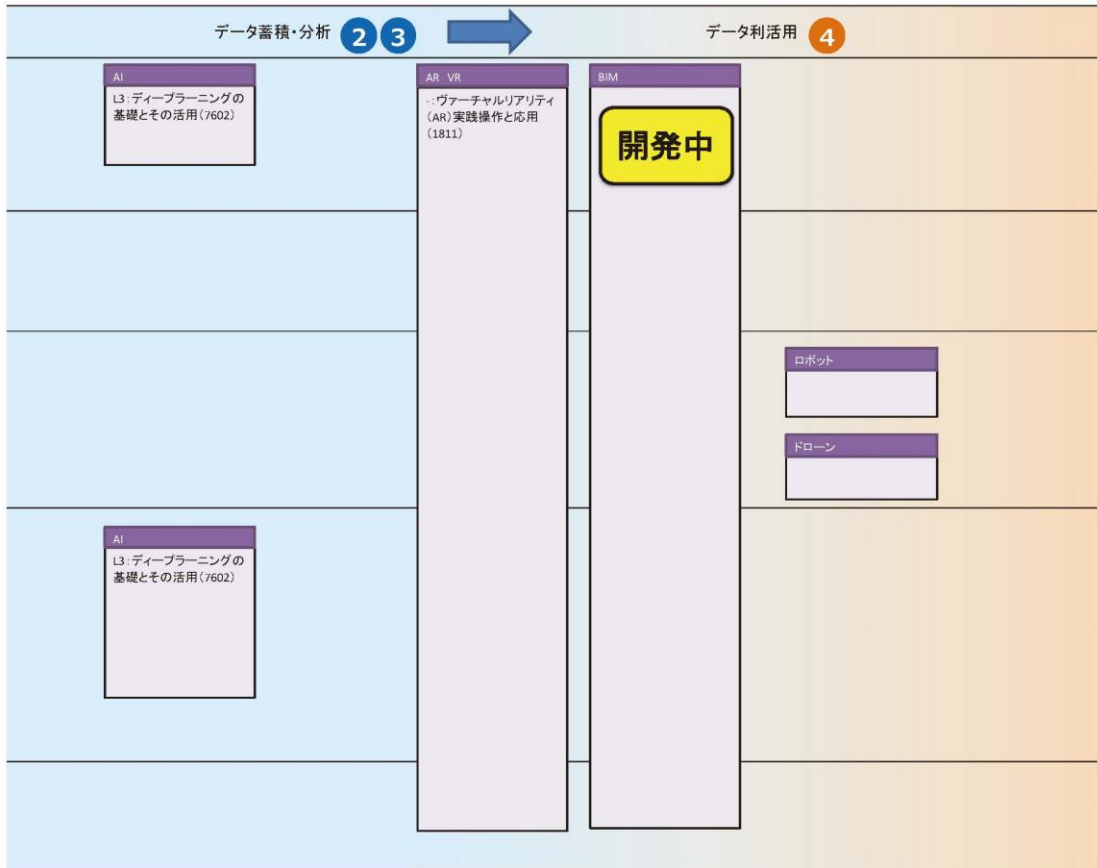 データ蓄積・分析 2 3
データ利活用 4
AI
L3:ディープラーニングの
基礎とその活用(7602)
AR VR
-:ヴァーチャルリアリティ
(AR)実践操作と応用
(1811)
BIM
開発中
ロボット
ドローン
AI
L3:ディープラーニングの
基礎とその活用(7602)